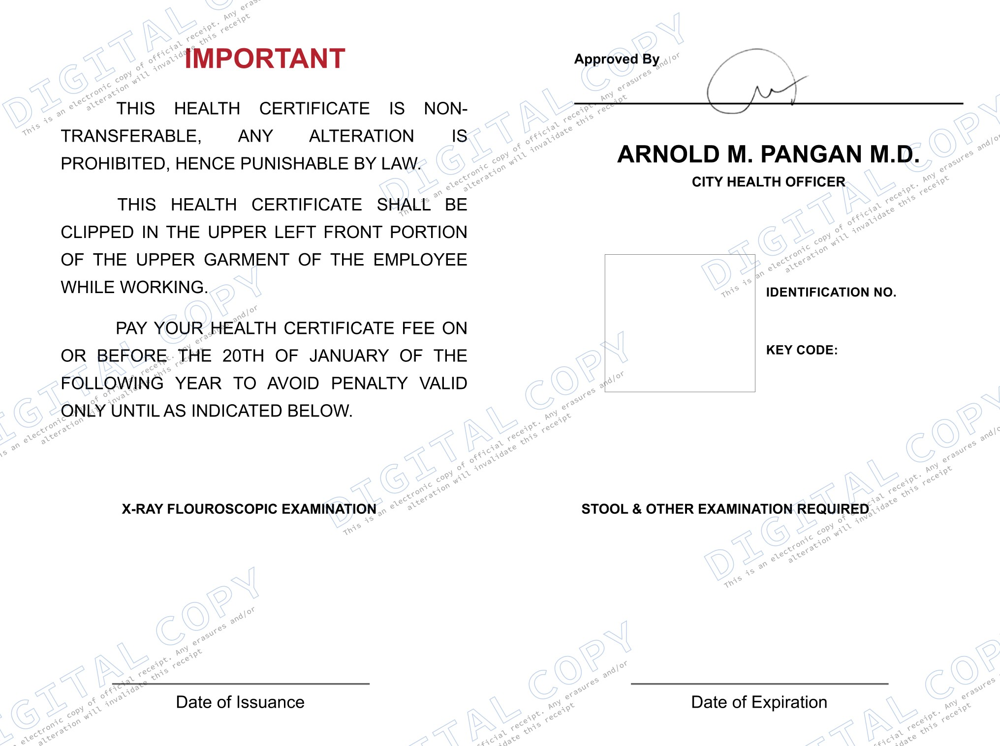 IMPORTANT
THIS HEALTH CERTIFICATE IS NON-
TRANSFERABLE, ANY ALTERATION IS
PROHIBITED, HENCE PUNISHABLE BY LAW.
THIS HEALTH CERTIFICATE SHALL BE
CLIPPED IN THE UPPER LEFT FRONT PORTION
OF THE UPPER GARMENT OF THE EMPLOYEE
WHILE WORKING.
PAY YOUR HEALTH CERTIFICATE FEE ON
OR BEFORE THE 20TH OF JANUARY OF THE
FOLLOWING YEAR TO AVOID PENALTY VALID
ONLY UNTIL AS INDICATED BELOW.
X-RAY FLOUROSCOPIC EXAMINATION
Date of Issuance
Approved By
ARNOLD M. PANGAN M.D.
CITY HEALTH OFFICER
IDENTIFICATION NO.
KEY CODE:
STOOL & OTHER EXAMINATION REQUIRED
Date of Expiration
DIGITAL COPY
This is an electronic copy of official receipt. Any erasures and/or
alteration will invalidate this receipt